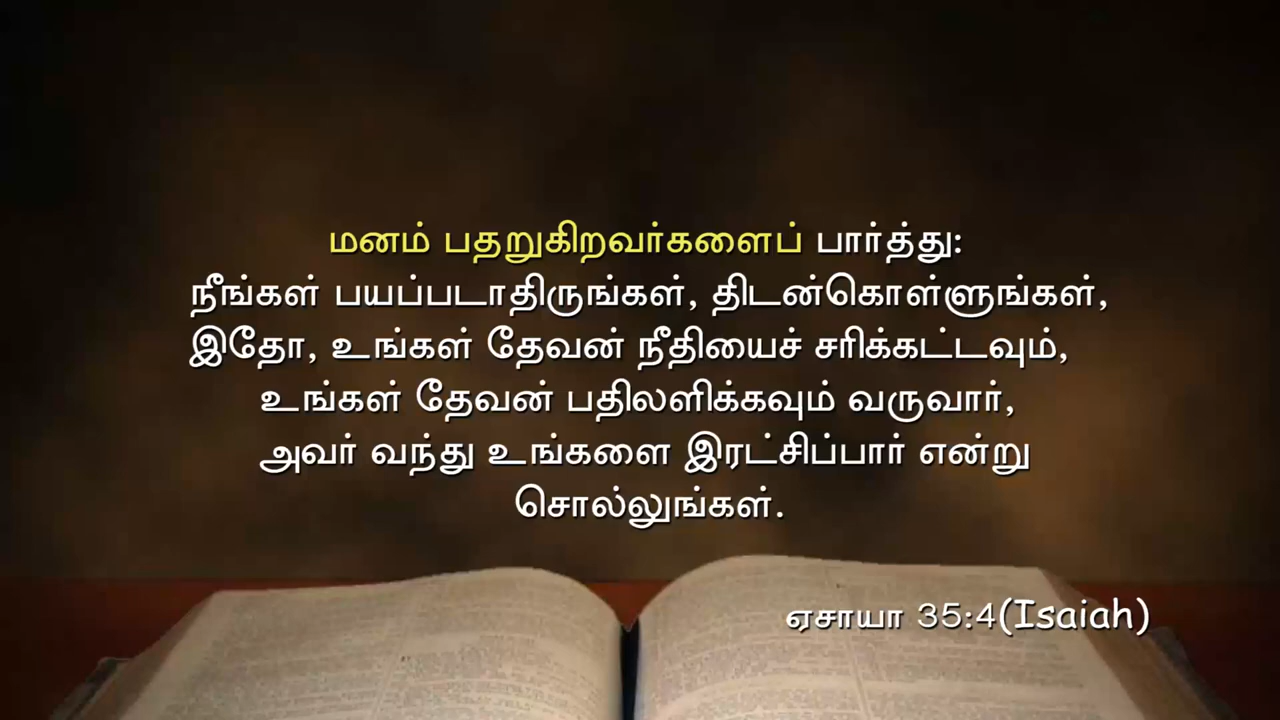 மனம் பதறுகிறவர்களைப் பார்த்து:
நீங்கள் பயப்படாதிருங்கள், திடன்கொள்ளுங்கள்,
இதோ, உங்கள் தேவன் நீதியைச் சரிக்கட்டவும்,
உங்கள் தேவன் பதிலளிக்கவும் வருவார்,
அவர் வந்து உங்களை இரட்சிப்பார் என்று
சொல்லுங்கள்.
ஏசாயா 35:4(Isaiah)